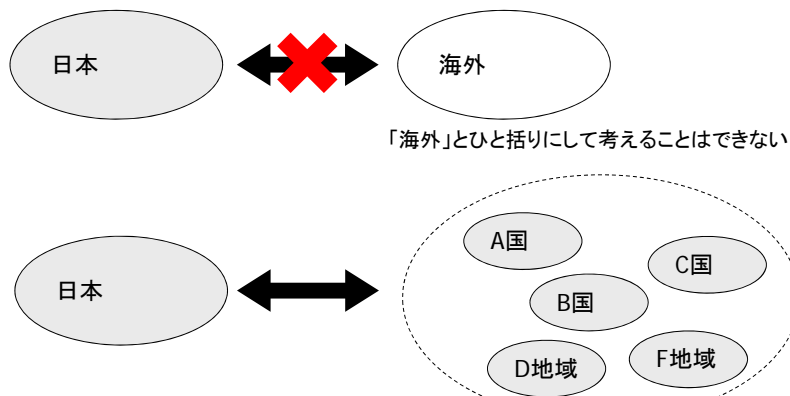 日本
海外
「海外」とひと括りにして考えることはできない
日本
A国
C国
B国
D地域
F地域